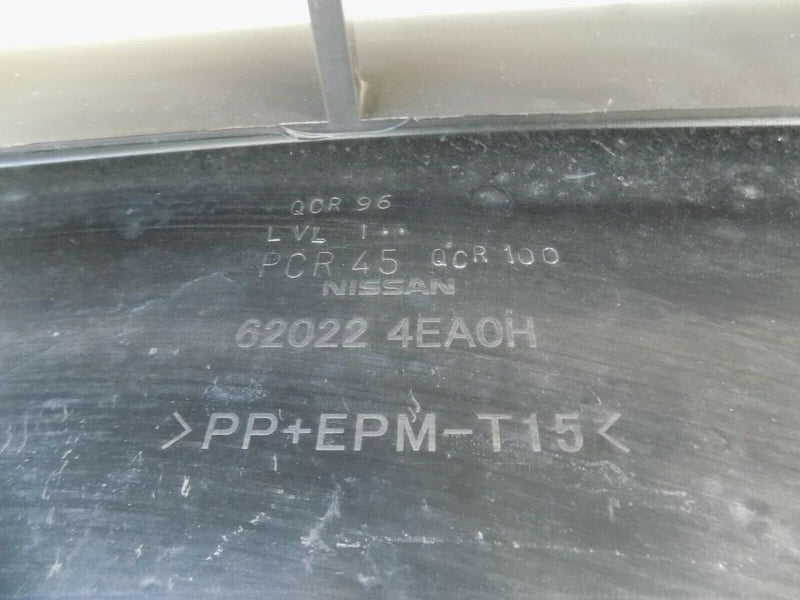 QCR 96
LVL 1
PCR 45 QCR 100
NISSAN
62022 4EA0H
>PP+EPM-T15<